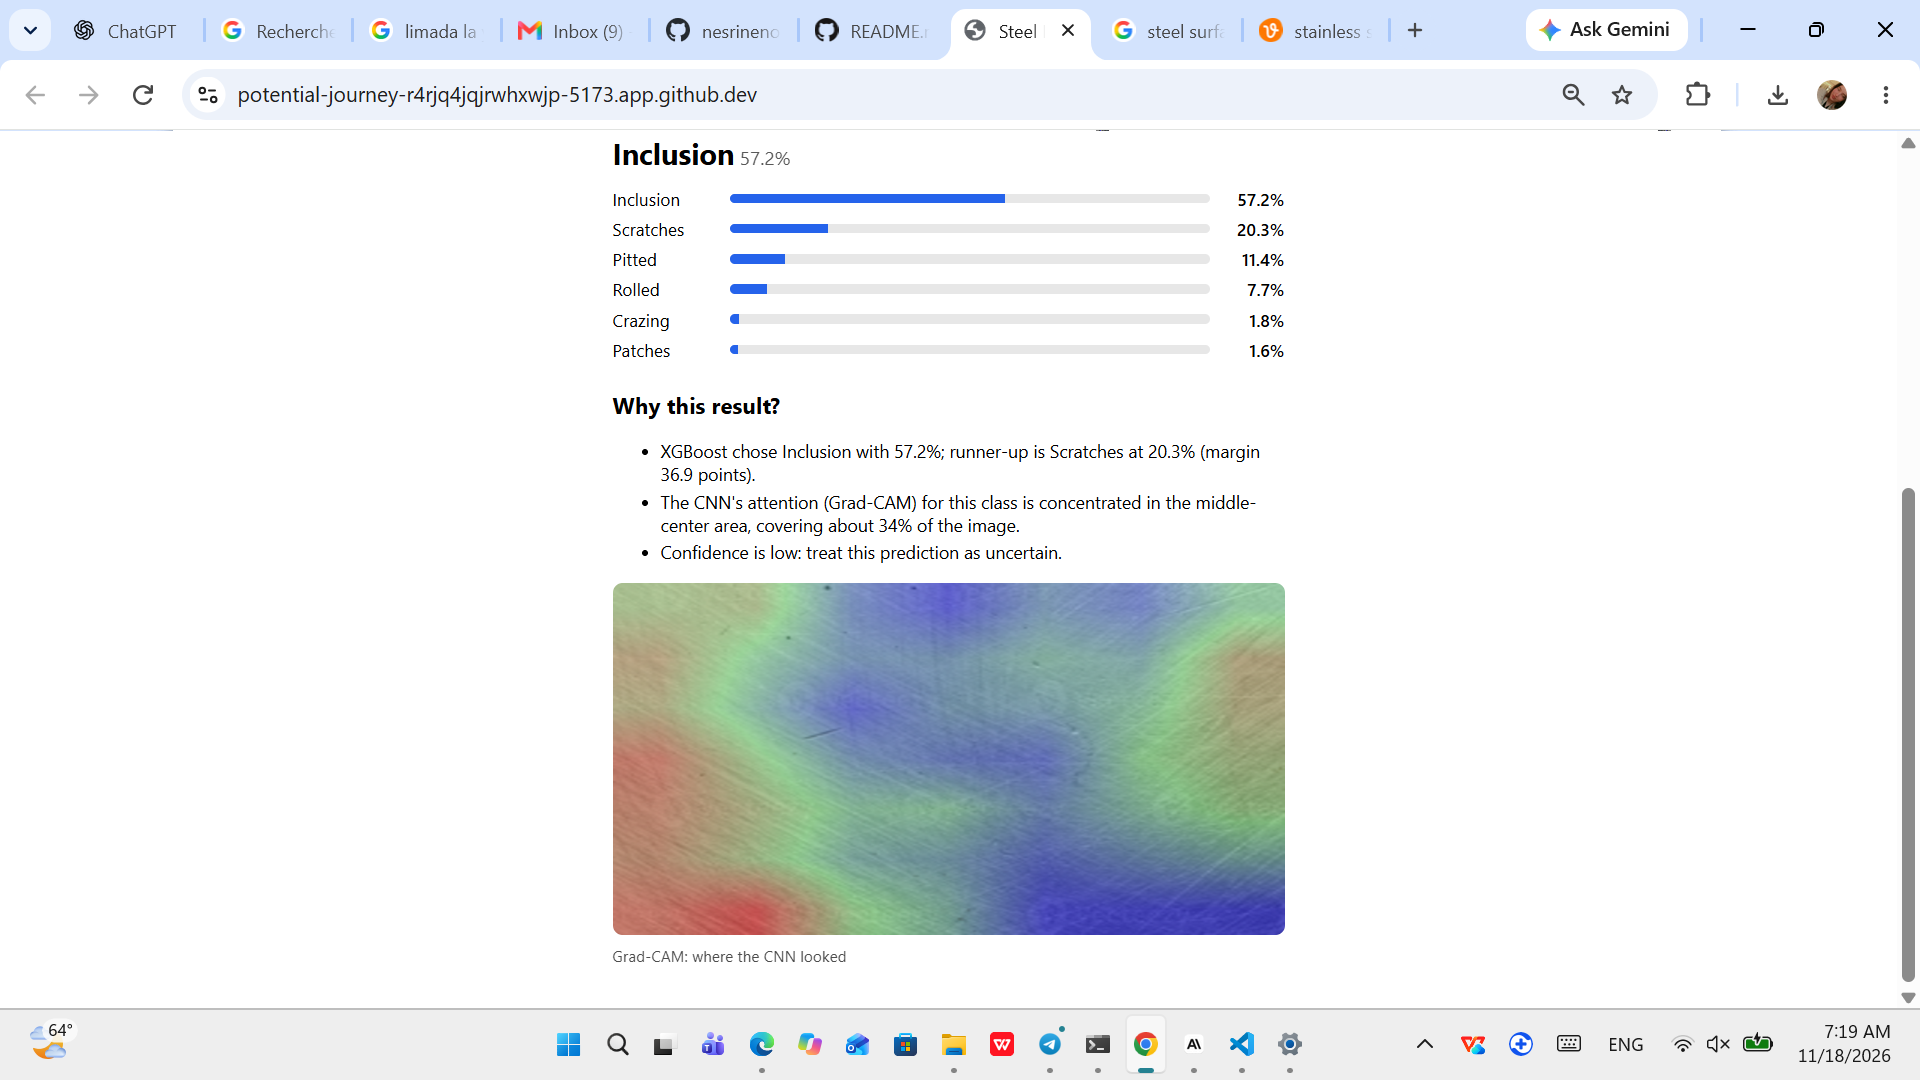 ChatGPT
Recherche
limada la
Inbox (9)
nesrineno
README.
Steel
steel surfa
stainless s
Ask Gemini
potential-journey-r4rjq4jqjrwhxwjp-5173.app.github.dev
Inclusion 57.2%
Inclusion 57.2%
Scratches 20.3%
Pitted 11.4%
Rolled 7.7%
Crazing 1.8%
Patches 1.6%
Why this result?
• XGBoost chose Inclusion with 57.2%; runner-up is Scratches at 20.3% (margin
36.9 points).
• The CNN's attention (Grad-CAM) for this class is concentrated in the middle-
center area, covering about 34% of the image.
• Confidence is low: treat this prediction as uncertain.
Grad-CAM: where the CNN looked
64°
ENG
7:19 AM
11/18/2026